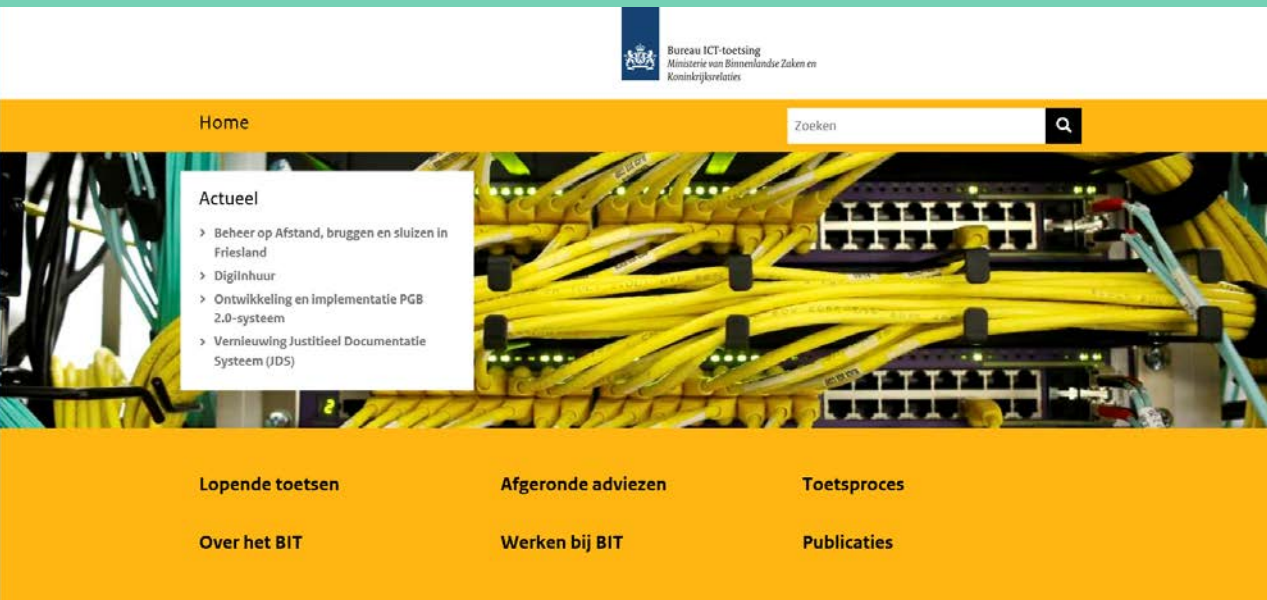 Bureau ICT-toetsing
Ministerie van Binnenlandse Zaken en
Koninkrijksrelaties
Home
Zoeken
Actueel
> Beheer op Afstand, bruggen en sluizen in
Friesland
> DigiInhuur
> Ontwikkeling en implementatie PGB
2.0-systeem
> Vernieuwing Justitieel Documentatie
Systeem (JDS)
2
Lopende toetsen
Afgeronde adviezen
Toetsproces
Over het BIT
Werken bij BIT
Publicaties